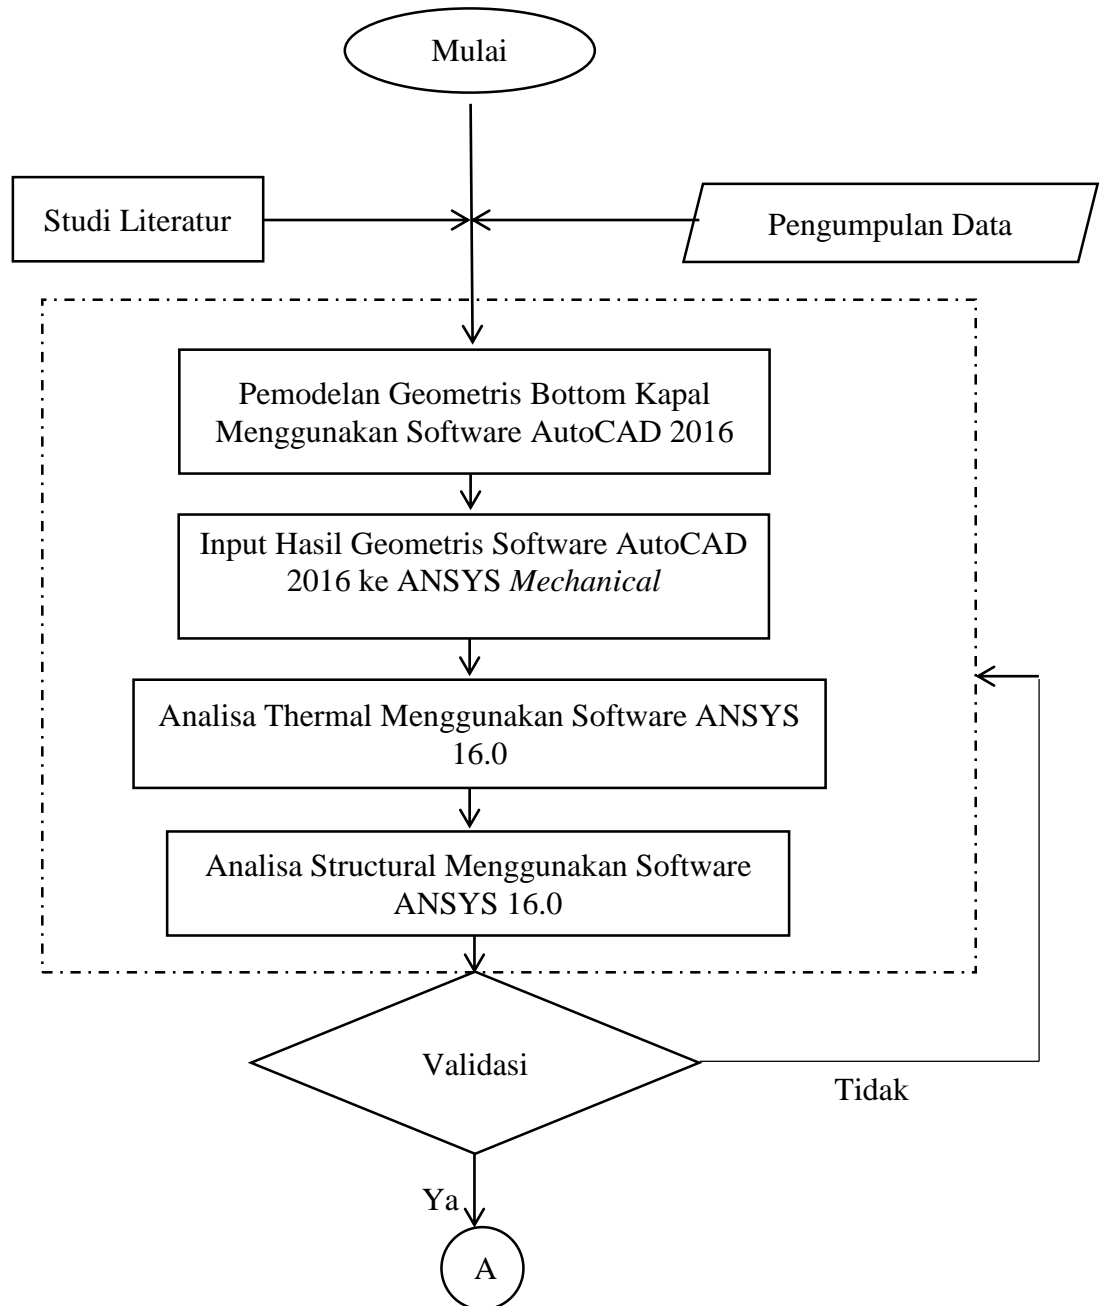 Mulai
Studi Literatur
Pengumpulan Data
Pemodelan Geometris Bottom Kapal
Menggunakan Software AutoCAD 2016
Input Hasil Geometris Software AutoCAD
2016 ke ANSYS Mechanical
Analisa Thermal Menggunakan Software ANSYS
16.0
Analisa Structural Menggunakan Software
ANSYS 16.0
Validasi
Tidak
Ya
A